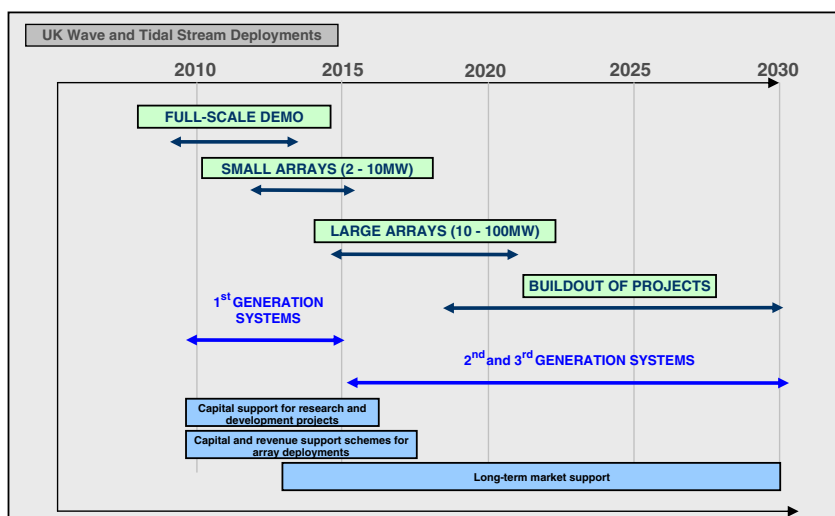 UK Wave and Tidal Stream Deployments
2010 2015 2020 2025 2030
FULL-SCALE DEMO
SMALL ARRAYS (2 - 10MW)
LARGE ARRAYS (10 - 100MW)
BUILDOUT OF PROJECTS
1st GENERATION
SYSTEMS
2nd and 3rd GENERATION SYSTEMS
Capital support for research and
development projects
Capital and revenue support schemes for
array deployments
Long-term market support